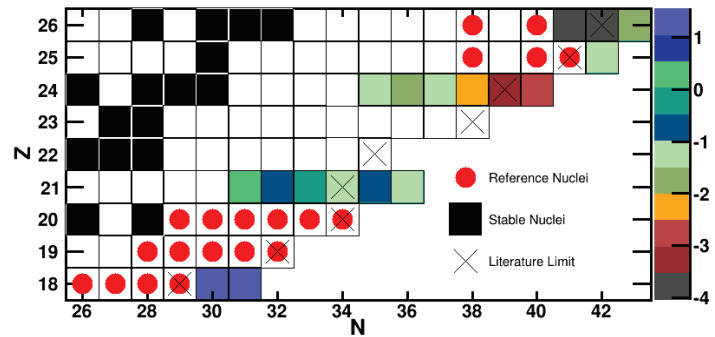 26
25
24
23
22
21
20
19
18
Z
26 28 30 32 34 36 38 40 42
N
Reference Nuclei
Stable Nuclei
Literature Limit
1
0
-1
-2
-3
-4